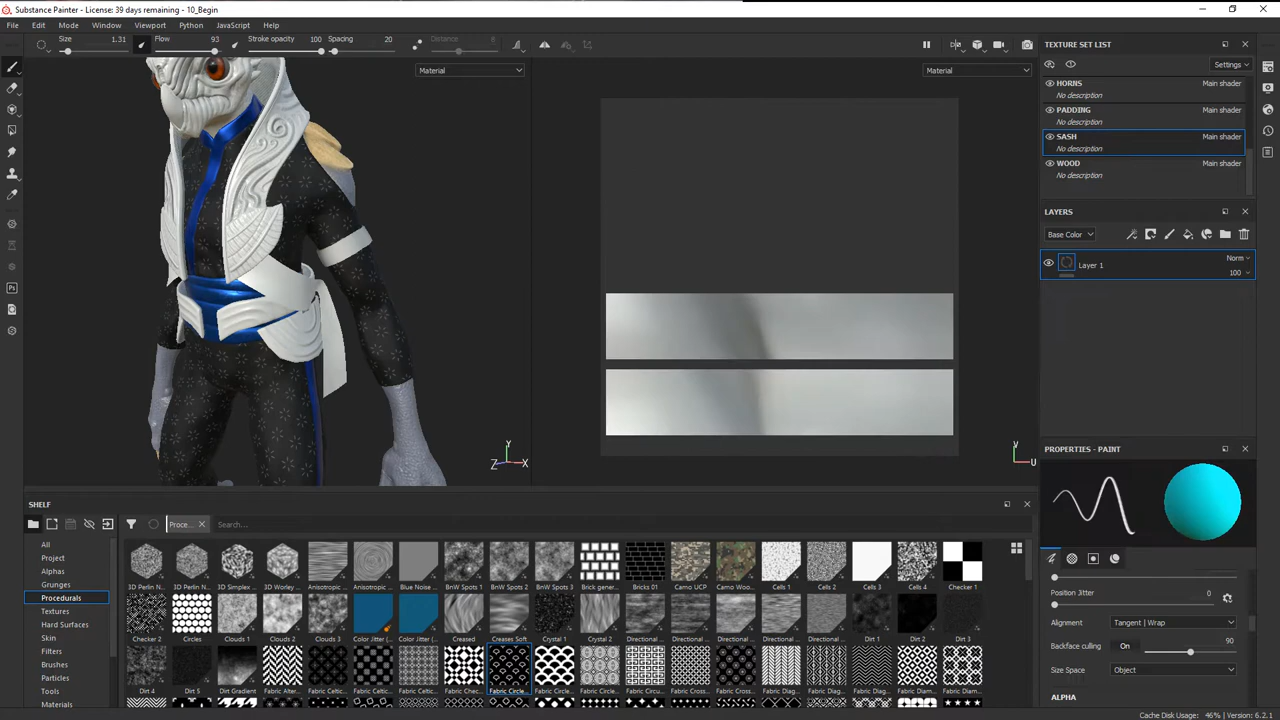 Substance Painter - License: 39 days remaining - 10_Begin
File Edit Mode Window Viewport Python JavaScript Help
Size 1.31 Flow 93 Stroke opacity 100 Spacing 20 Distance 8
Material
Material
TEXTURE SET LIST
Settings
HORNS Main shader
No description
PADDING Main shader
No description
SASH Main shader
No description
WOOD Main shader
No description
LAYERS
Base Color
Layer 1 Norm
100
Y
Z X
V
U
PROPERTIES - PAINT
Position Jitter 0
Alignment Tangent | Wrap
Backface culling On 90
Size Space Object
ALPHA
SHELF
Proce... Search...
All
Project
Alphas
Grunges
Procedurals
Textures
Hard Surfaces
Skin
Filters
Brushes
Particles
Tools
Materials
3D Perlin N... 3D Perlin N... 3D Simplex ... 3D Worley ... Anisotropic ... Anisotropic ... Blue Noise ... BnW Spots 1 BnW Spots 2 BnW Spots 3 Brick gener... Bricks 01 Camo UCP Camo Woo... Cells 1 Cells 2 Cells 3 Cells 4 Checker 1
Checker 2 Circles Clouds 1 Clouds 2 Clouds 3 Color Jitter (... Color Jitter (... Creased Creases Soft Crystal 1 Crystal 2 Directional ... Directional ... Directional ... Directional ... Directional ... Dirt 1 Dirt 2 Dirt 3
Dirt 4 Dirt 5 Dirt Gradient Fabric Alter... Fabric Celtic... Fabric Celtic... Fabric Celtic... Fabric Chec... Fabric Circle... Fabric Circle... Fabric Circle... Fabric Circu... Fabric Cross... Fabric Cross... Fabric Diag... Fabric Diag... Fabric Diag... Fabric Diam... Fabric Diam...
Cache Disk Usage: 46% | Version: 6.2.1